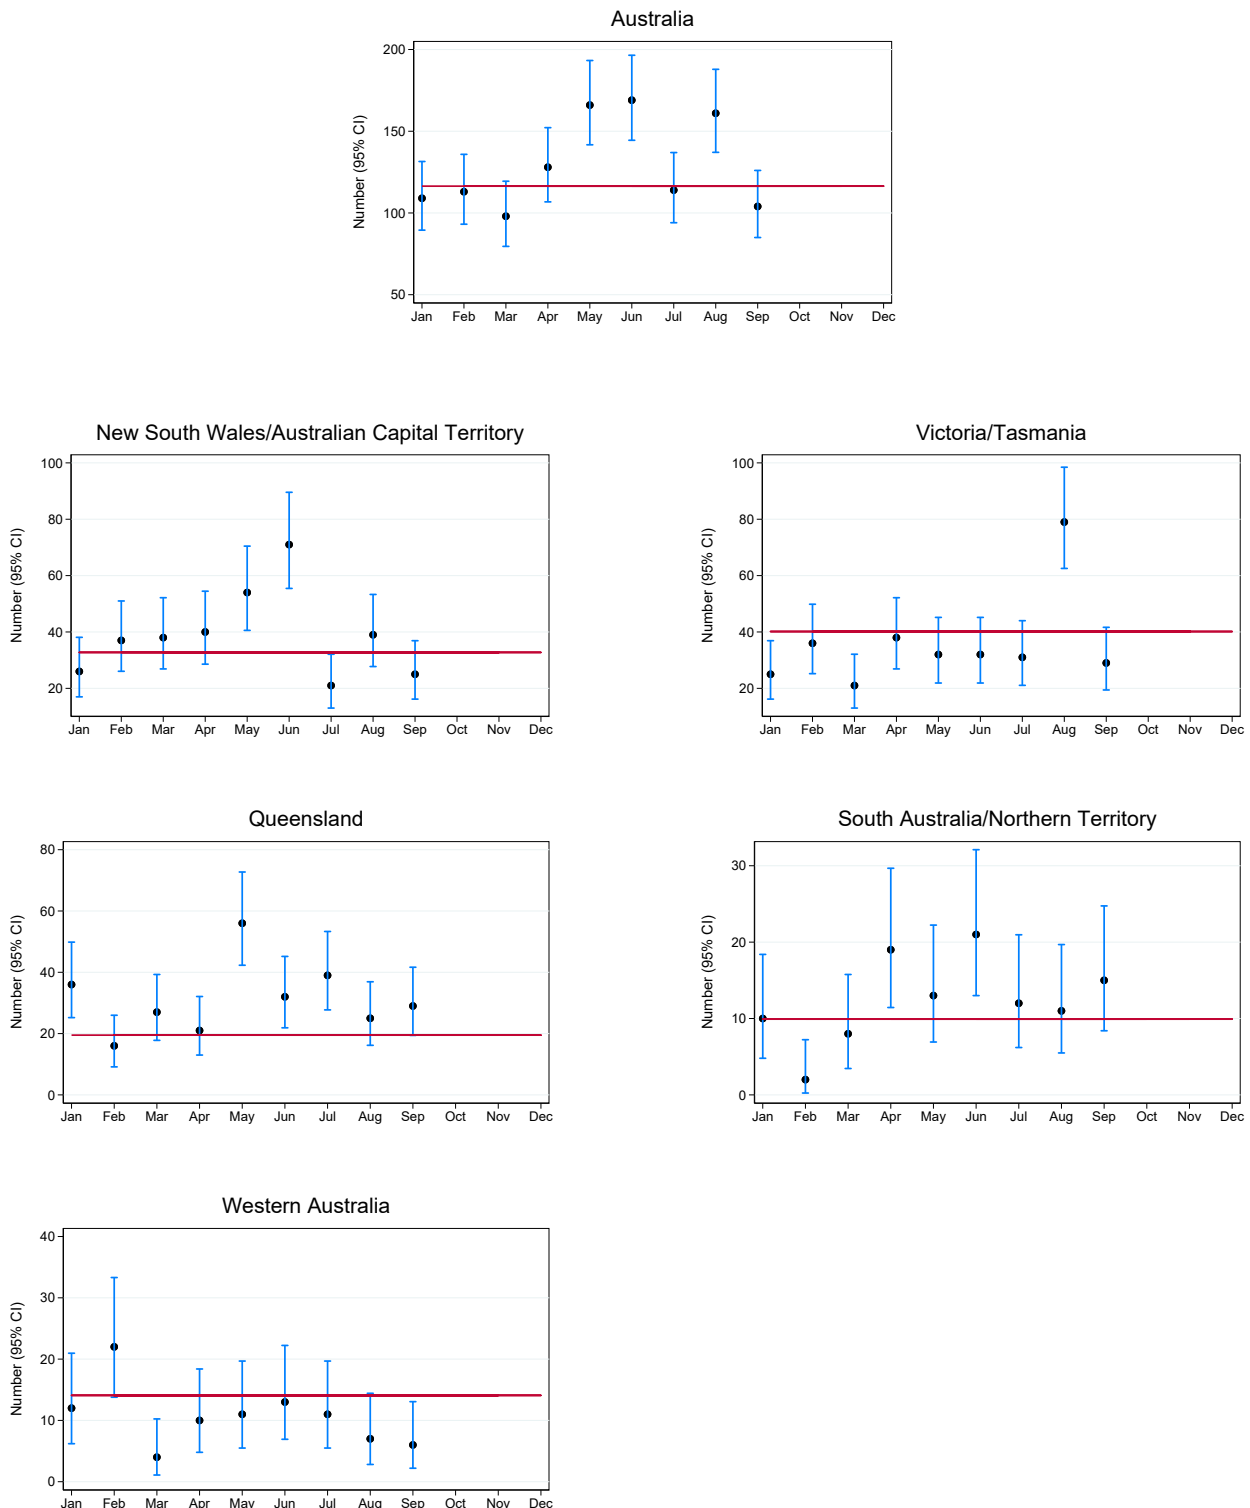 Australia
Number (95% CI)
200
150
100
50
Jan Feb Mar Apr May Jun Jul Aug Sep Oct Nov Dec
New South Wales/Australian Capital Territory
Number (95% CI)
100
80
60
40
20
Jan Feb Mar Apr May Jun Jul Aug Sep Oct Nov Dec
Victoria/Tasmania
Number (95% CI)
100
80
60
40
20
Jan Feb Mar Apr May Jun Jul Aug Sep Oct Nov Dec
Queensland
Number (95% CI)
80
60
40
20
0
Jan Feb Mar Apr May Jun Jul Aug Sep Oct Nov Dec
South Australia/Northern Territory
Number (95% CI)
30
20
10
0
Jan Feb Mar Apr May Jun Jul Aug Sep Oct Nov Dec
Western Australia
Number (95% CI)
40
30
20
10
0
Jan Feb Mar Apr May Jun Jul Aug Sep Oct Nov Dec